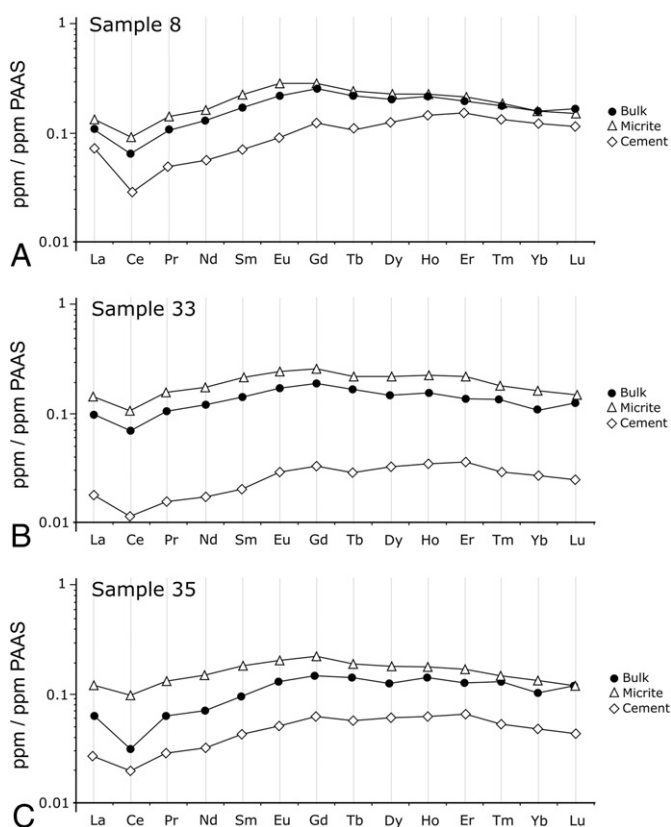 Sample 8
1
0.1
0.01
ppm / ppm PAAS
Bulk
Micrite
Cement
A
La Ce Pr Nd Sm Eu Gd Tb Dy Ho Er Tm Yb Lu
Sample 33
1
0.1
0.01
ppm / ppm PAAS
Bulk
Micrite
Cement
B
La Ce Pr Nd Sm Eu Gd Tb Dy Ho Er Tm Yb Lu
Sample 35
1
0.1
0.01
ppm / ppm PAAS
Bulk
Micrite
Cement
C
La Ce Pr Nd Sm Eu Gd Tb Dy Ho Er Tm Yb Lu